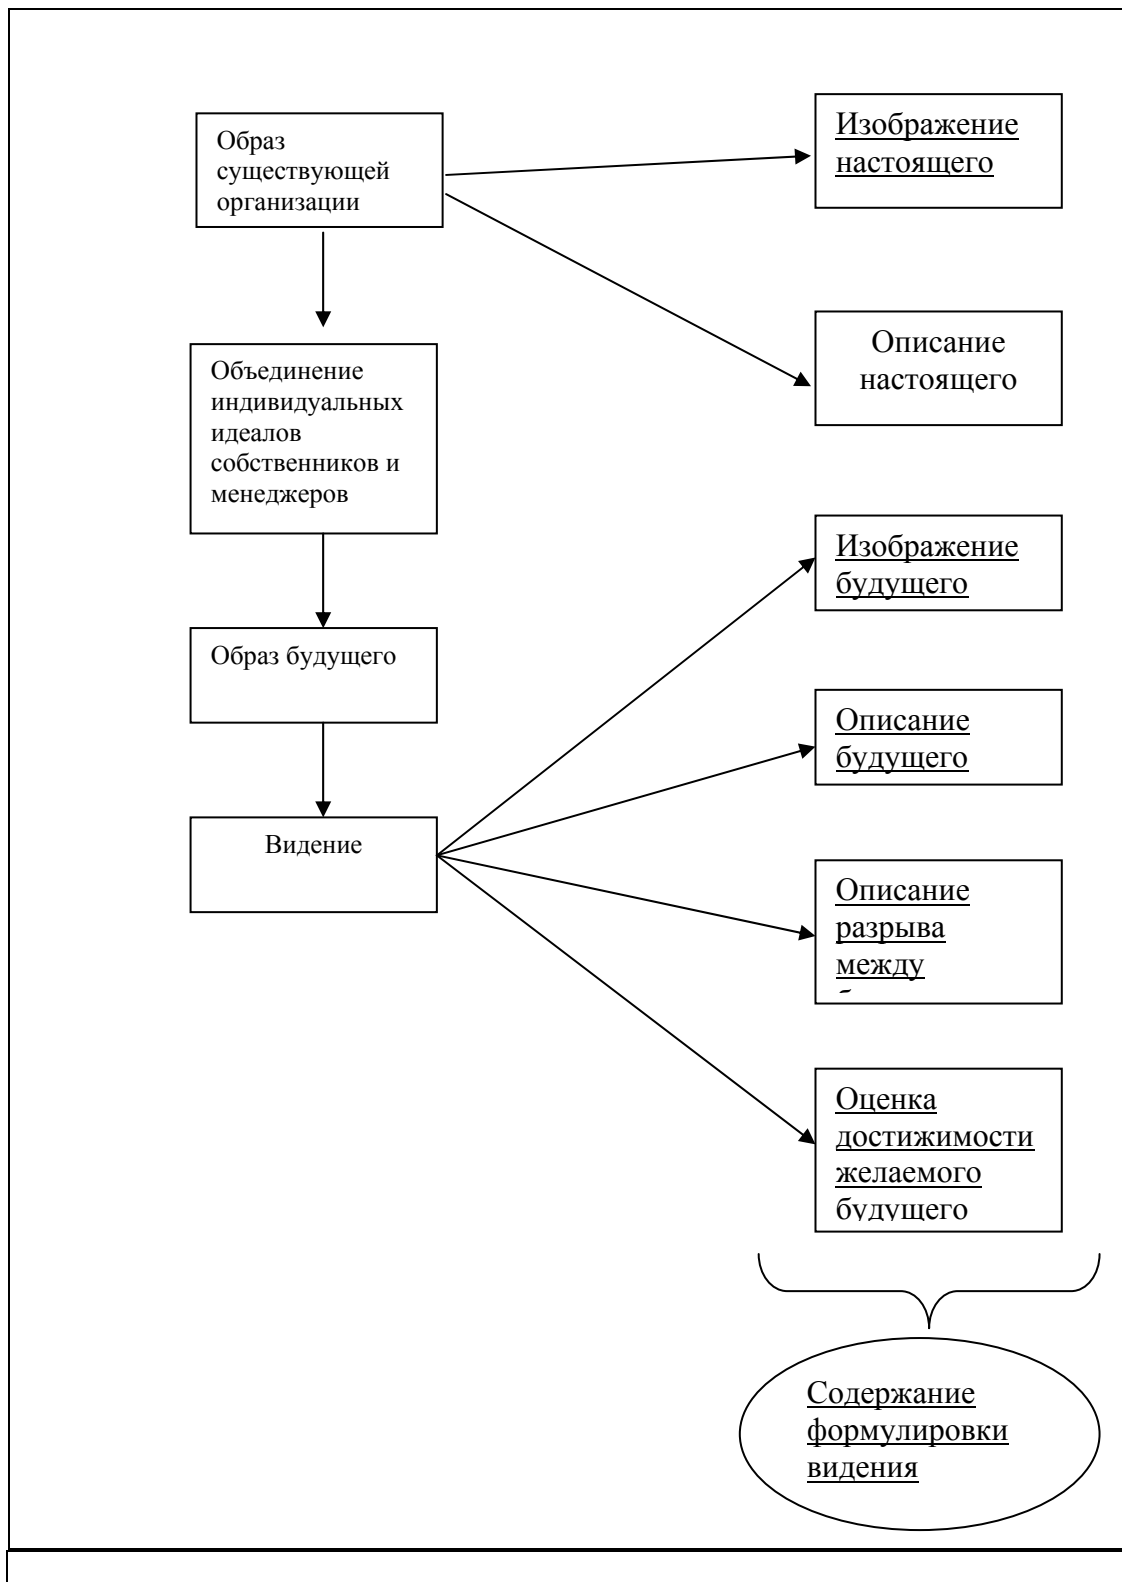 Образ
существующей
организации
Изображение
настоящего
Описание
настоящего
Объединение
индивидуальных
идеалов
собственников и
менеджеров
Изображение
будущего
Образ будущего
Описание
будущего
Видение
Описание
разрыва
между
Оценка
достижимости
желаемого
будущего
Содержание
формулировки
видения